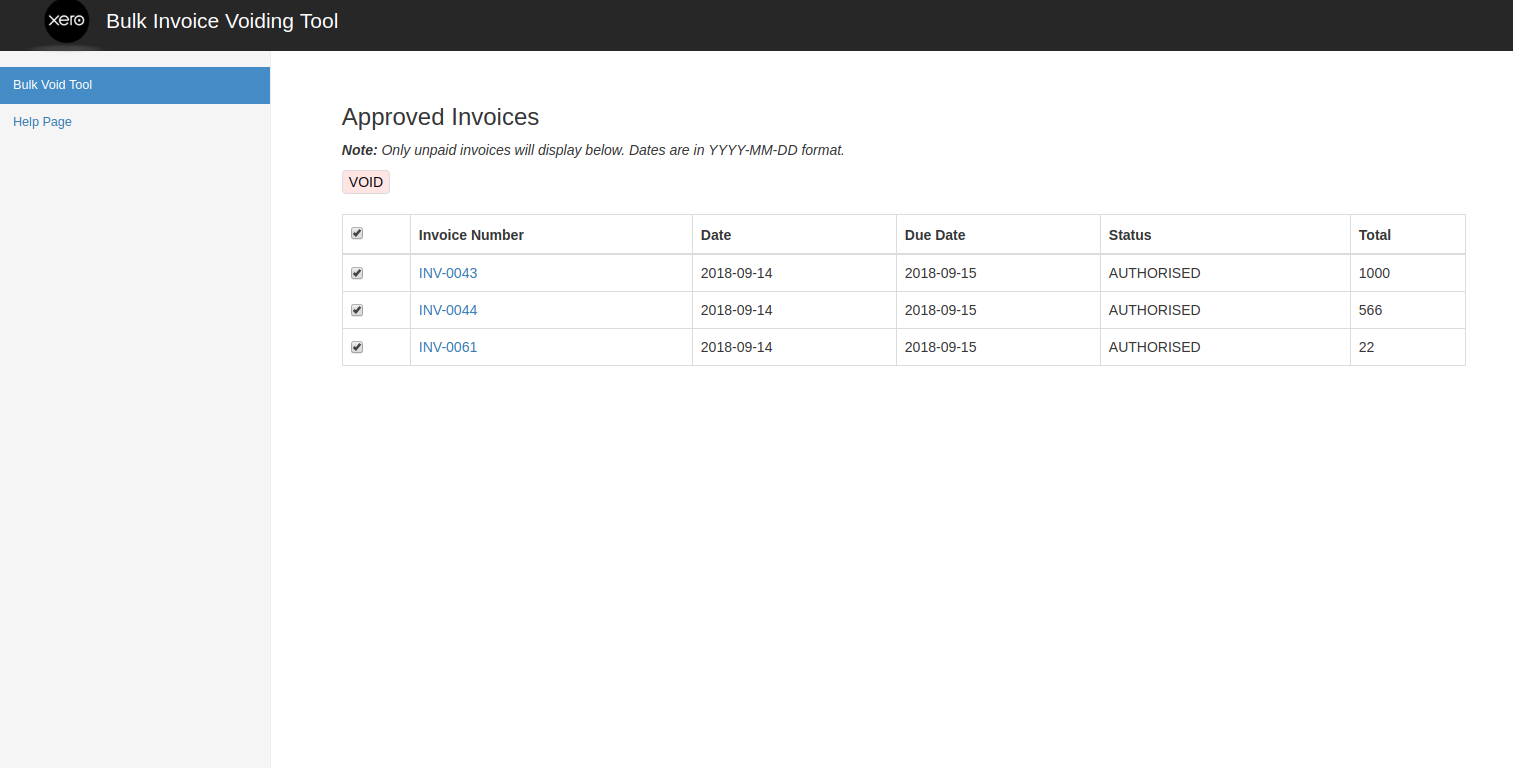 xero Bulk Invoice Voiding Tool
Bulk Void Tool
Help Page
Approved Invoices
Note: Only unpaid invoices will display below. Dates are in YYYY-MM-DD format.
VOID
Invoice Number Date Due Date Status Total
INV-0043 2018-09-14 2018-09-15 AUTHORISED 1000
INV-0044 2018-09-14 2018-09-15 AUTHORISED 566
INV-0061 2018-09-14 2018-09-15 AUTHORISED 22